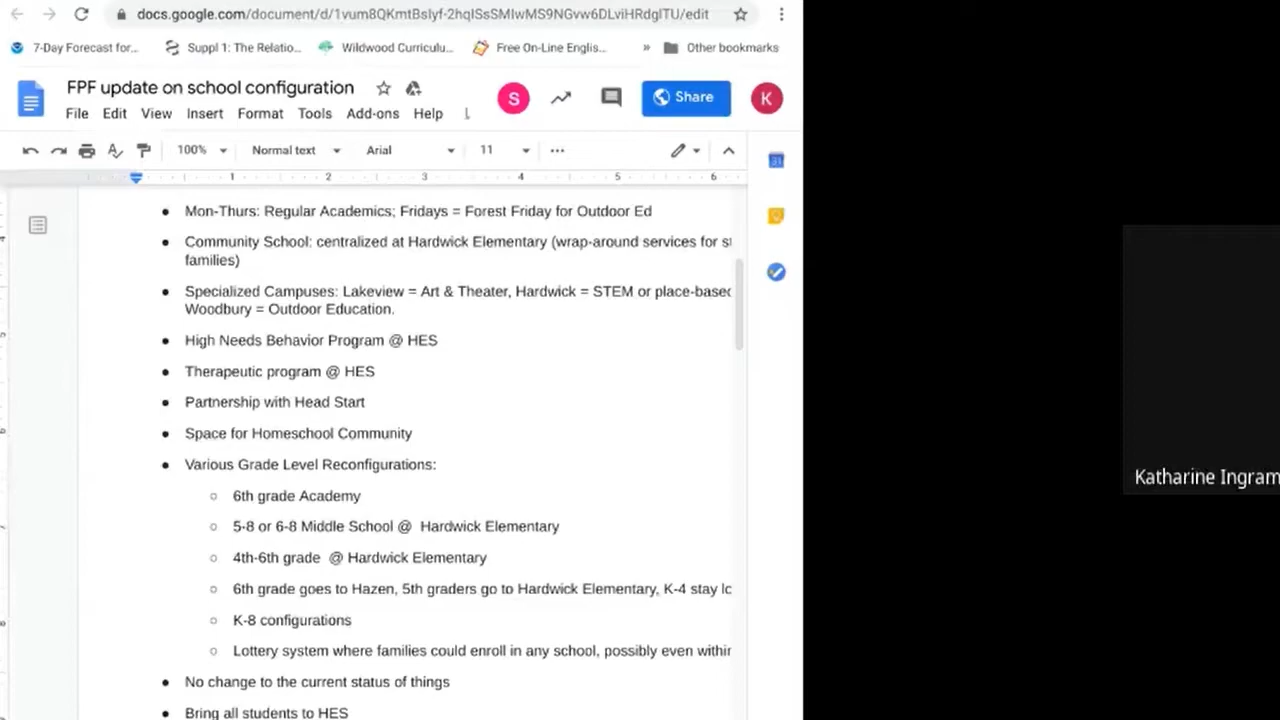 docs.google.com/document/d/1vum8QKmtBslyf-2hqISsSMIwMS9NGvw6DLviHRdgITU/edit
7-Day Forecast for... Suppl 1: The Relatio... Wildwood Curriculu... Free On-Line Englis... » Other bookmarks
FPF update on school configuration
S
Share
K
File Edit View Insert Format Tools Add-ons Help
100% Normal text Arial 11 ...
1 2 3 4 5 6
Mon-Thurs: Regular Academics; Fridays = Forest Friday for Outdoor Ed
Community School: centralized at Hardwick Elementary (wrap-around services for
families)
Specialized Campuses: Lakeview = Art & Theater, Hardwick = STEM or place-based
Woodbury = Outdoor Education.
High Needs Behavior Program @ HES
Therapeutic program @ HES
Partnership with Head Start
Space for Homeschool Community
Various Grade Level Reconfigurations:
6th grade Academy
5-8 or 6-8 Middle School @ Hardwick Elementary
4th-6th grade @ Hardwick Elementary
6th grade goes to Hazen, 5th graders go to Hardwick Elementary, K-4 stay
K-8 configurations
Lottery system where families could enroll in any school, possibly even within
No change to the current status of things
Bring all students to HES
Katharine Ingram